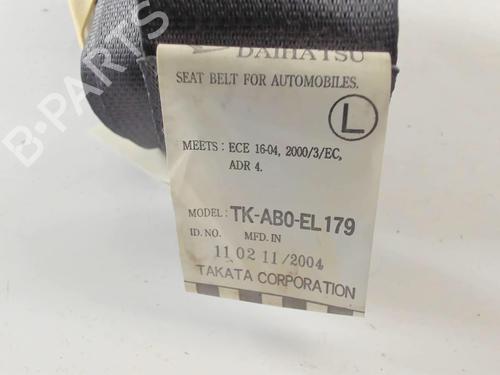 DAIHATSU
SEAT BELT FOR AUTOMOBILES.
L
MEETS: ECE 16-04, 2000/3/EC,
ADR 4.
MODEL: TK-AB0-EL179
ID. NO. MFD. IN
11 02 11/2004
TAKATA CORPORATION
B-PARTS